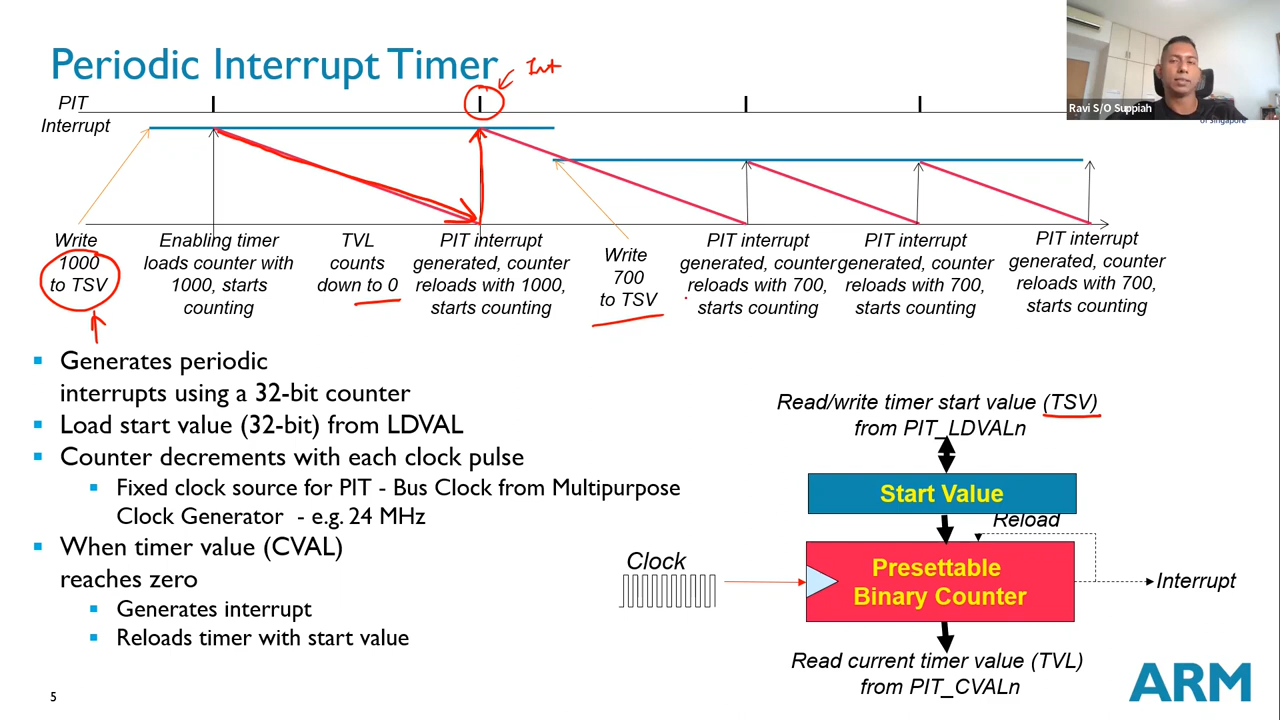 Periodic Interrupt Timer
Int
PIT
Interrupt
Ravi S/O Suppiah
of Singapore
Write
1000
to TSV
Enabling timer
loads counter with
1000, starts
counting
TVL
counts
down to 0
PIT interrupt
generated, counter
reloads with 1000,
starts counting
Write
700
to TSV
PIT interrupt
generated, counter
reloads with 700,
starts counting
PIT interrupt
generated, counter
reloads with 700,
starts counting
PIT interrupt
generated, counter
reloads with 700,
starts counting
Generates periodic
interrupts using a 32-bit counter
Load start value (32-bit) from LDVAL
Counter decrements with each clock pulse
Fixed clock source for PIT - Bus Clock from Multipurpose
Clock Generator - e.g. 24 MHz
When timer value (CVAL)
reaches zero
Generates interrupt
Reloads timer with start value
Read/write timer start value (TSV)
from PIT_LDVALn
Start Value
Reload
Clock
Presettable
Binary Counter
Interrupt
Read current timer value (TVL)
from PIT_CVALn
5
ARM